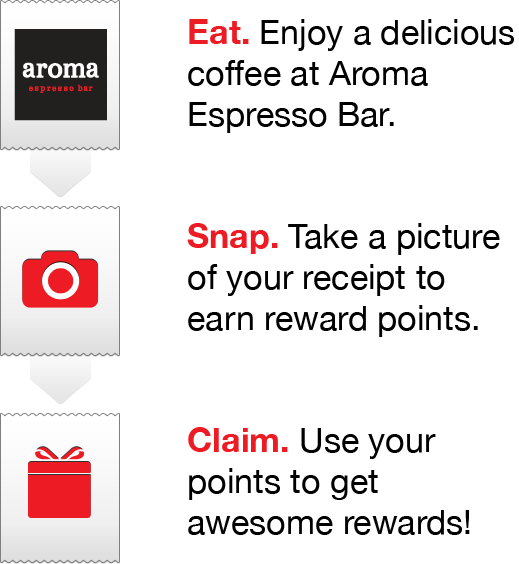 aroma
espresso bar
Eat. Enjoy a delicious
coffee at Aroma
Espresso Bar.
Snap. Take a picture
of your receipt to
earn reward points.
Claim. Use your
points to get
awesome rewards!